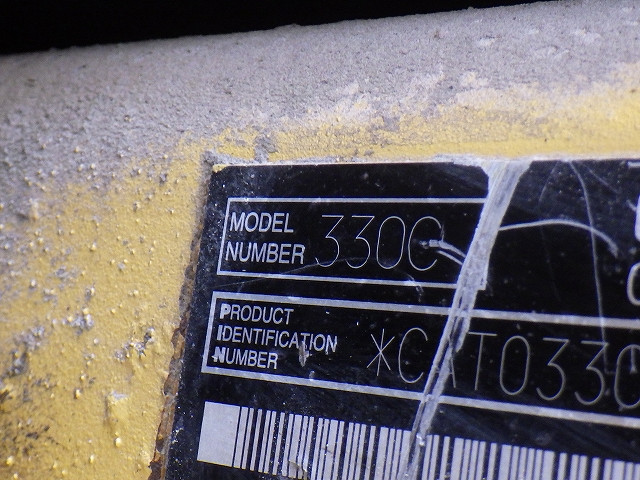 MODEL
NUMBER 330C
PRODUCT
IDENTIFICATION
NUMBER *CAT0330